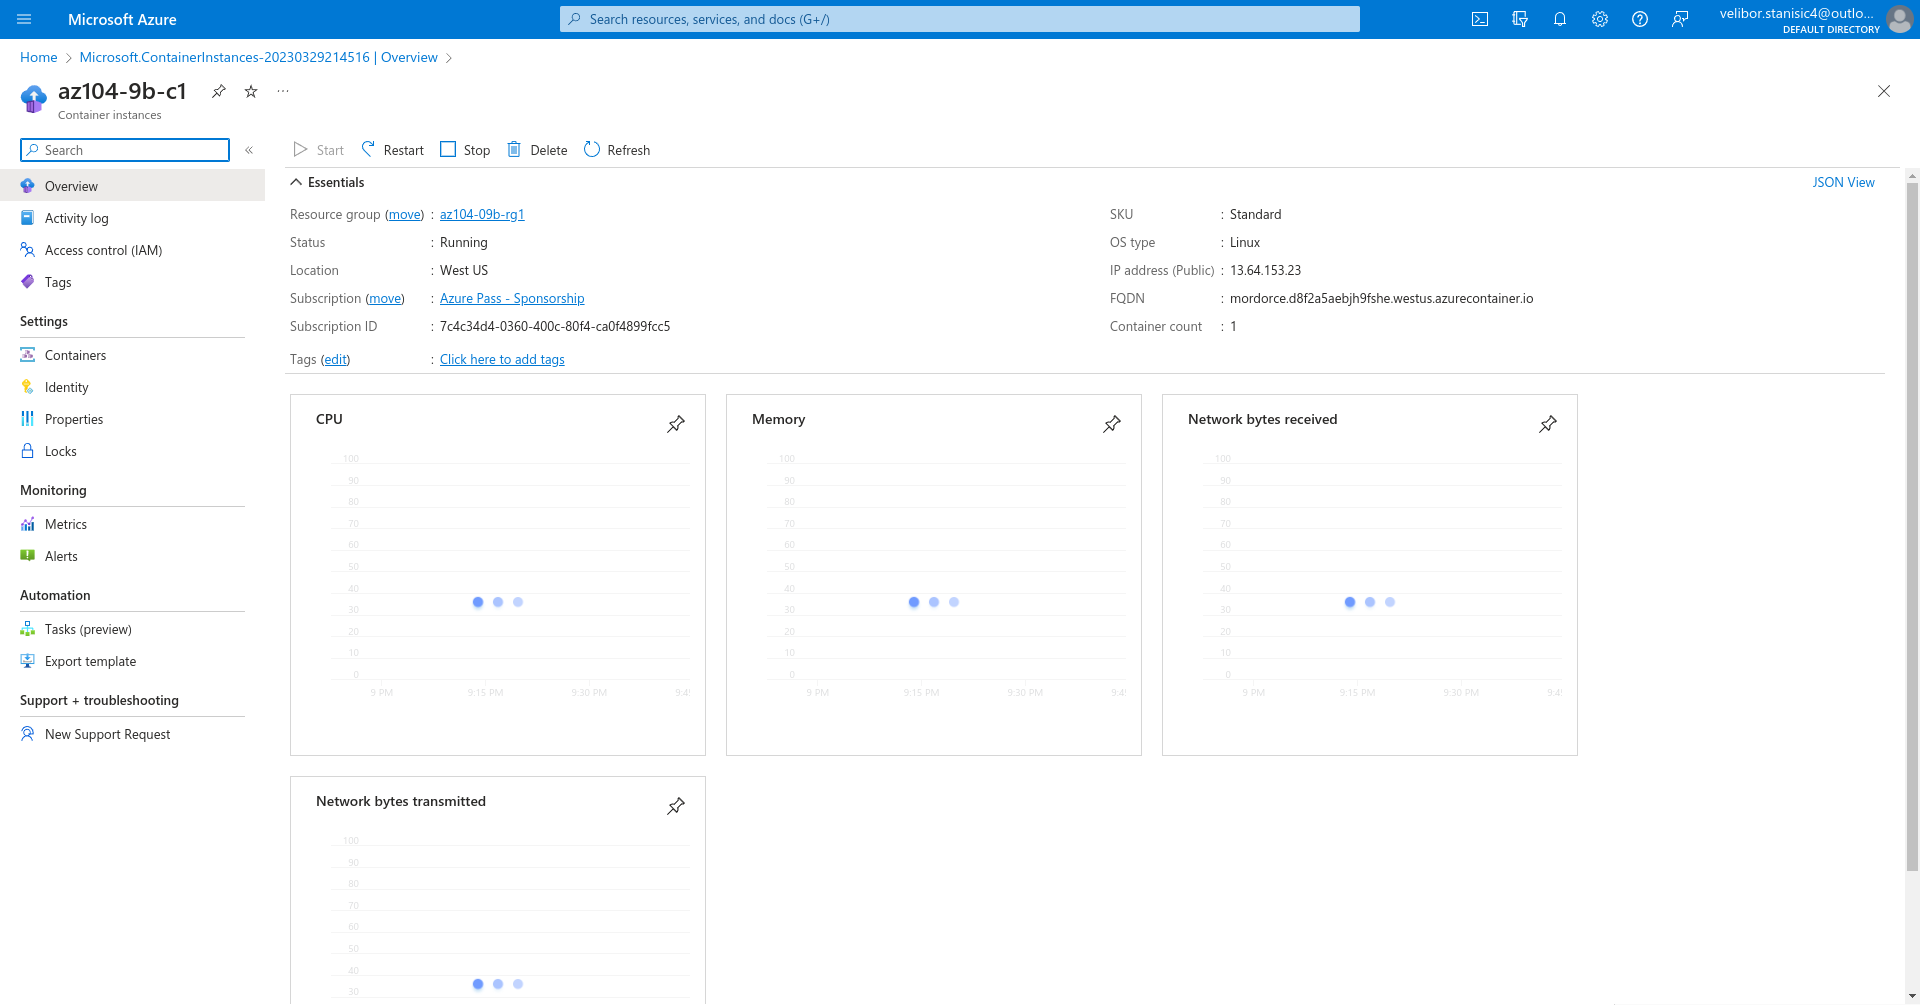 Microsoft Azure
Search resources, services, and docs (G+/)
velibor.stanisic4@outlo...
DEFAULT DIRECTORY
Home
Microsoft.ContainerInstances-20230329214516 | Overview
az104-9b-c1
...
Container instances
Search
«
Start
Restart
Stop
Delete
Refresh
Overview
Activity log
Access control (IAM)
Tags
Settings
Containers
Identity
Properties
Locks
Monitoring
Metrics
Alerts
Automation
Tasks (preview)
Export template
Support + troubleshooting
New Support Request
Essentials
JSON View
Resource group (move) : az104-09b-rg1
Status : Running
Location : West US
Subscription (move) : Azure Pass - Sponsorship
Subscription ID : 7c4c34d4-0360-400c-80f4-ca0f4899fcc5
Tags (edit) : Click here to add tags
SKU : Standard
OS type : Linux
IP address (Public) : 13.64.153.23
FQDN : mordorce.d8f2a5aebjh9fshe.westus.azurecontainer.io
Container count : 1
CPU
100
90
80
70
60
50
40
30
20
10
0
9 PM 9:15 PM 9:30 PM 9:4
Memory
100
90
80
70
60
50
40
30
20
10
0
9 PM 9:15 PM 9:30 PM 9:4
Network bytes received
100
90
80
70
60
50
40
30
20
10
0
9 PM 9:15 PM 9:30 PM 9:4
Network bytes transmitted
100
90
80
70
60
50
40
30